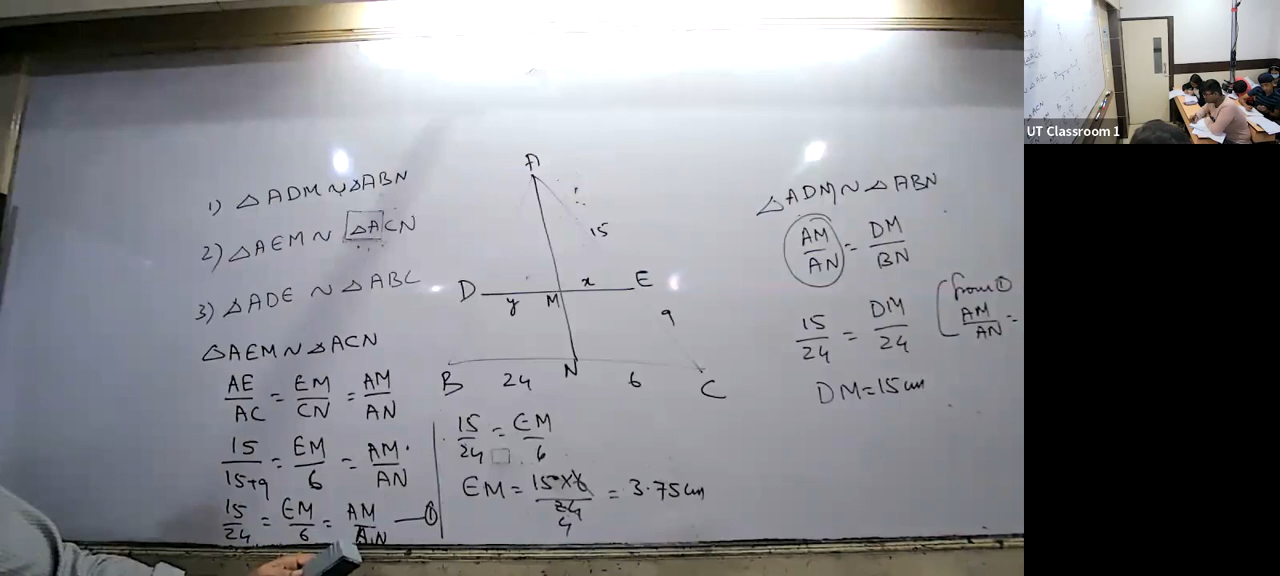 1) △ADM ~ △ABN
2) △AEM ~ △ACN
3) △ADE ~ △ABC
△AEM ~ △ACN
AE/AC = EM/CN = AM/AN
15/15+9 = EM/6 = AM/AN
15/24 = EM/6 = AM/AN —①
A
15
D y M x E
9
B 24 N 6 C
15/24 = EM/6
EM = 15×6/24 = 3.75cm
4
△ADM ~ △ABN
AM/AN = DM/BN
15/24 = DM/24 [from ① AM/AN =
DM = 15cm
UT Classroom 1